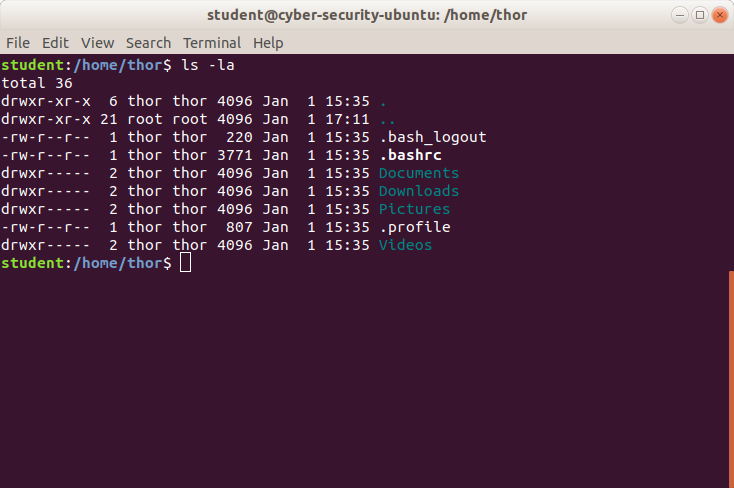 student@cyber-security-ubuntu: /home/thor
File Edit View Search Terminal Help
student:/home/thor$ ls -la
total 36
drwxr-xr-x  6 thor thor 4096 Jan  1 15:35 .
drwxr-xr-x 21 root root 4096 Jan  1 17:11 ..
-rw-r--r--  1 thor thor  220 Jan  1 15:35 .bash_logout
-rw-r--r--  1 thor thor 3771 Jan  1 15:35 .bashrc
drwxr-----  2 thor thor 4096 Jan  1 15:35 Documents
drwxr-----  2 thor thor 4096 Jan  1 15:35 Downloads
drwxr-----  2 thor thor 4096 Jan  1 15:35 Pictures
-rw-r--r--  1 thor thor  807 Jan  1 15:35 .profile
drwxr-----  2 thor thor 4096 Jan  1 15:35 Videos
student:/home/thor$